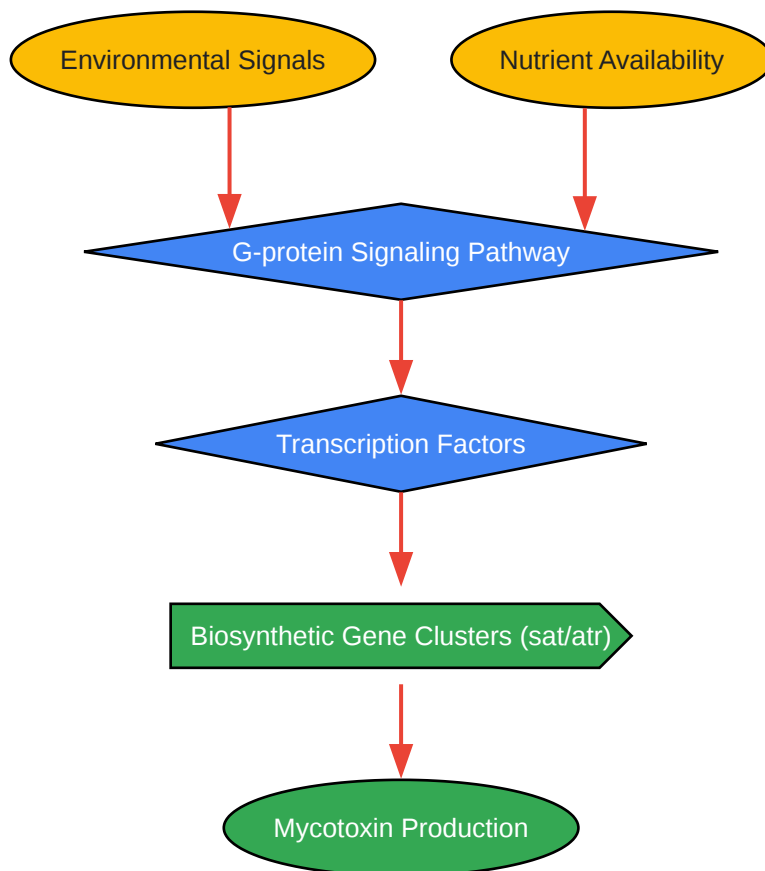 Environmental Signals
Nutrient Availability
G-protein Signaling Pathway
Transcription Factors
Biosynthetic Gene Clusters (sat/atr)
Mycotoxin Production